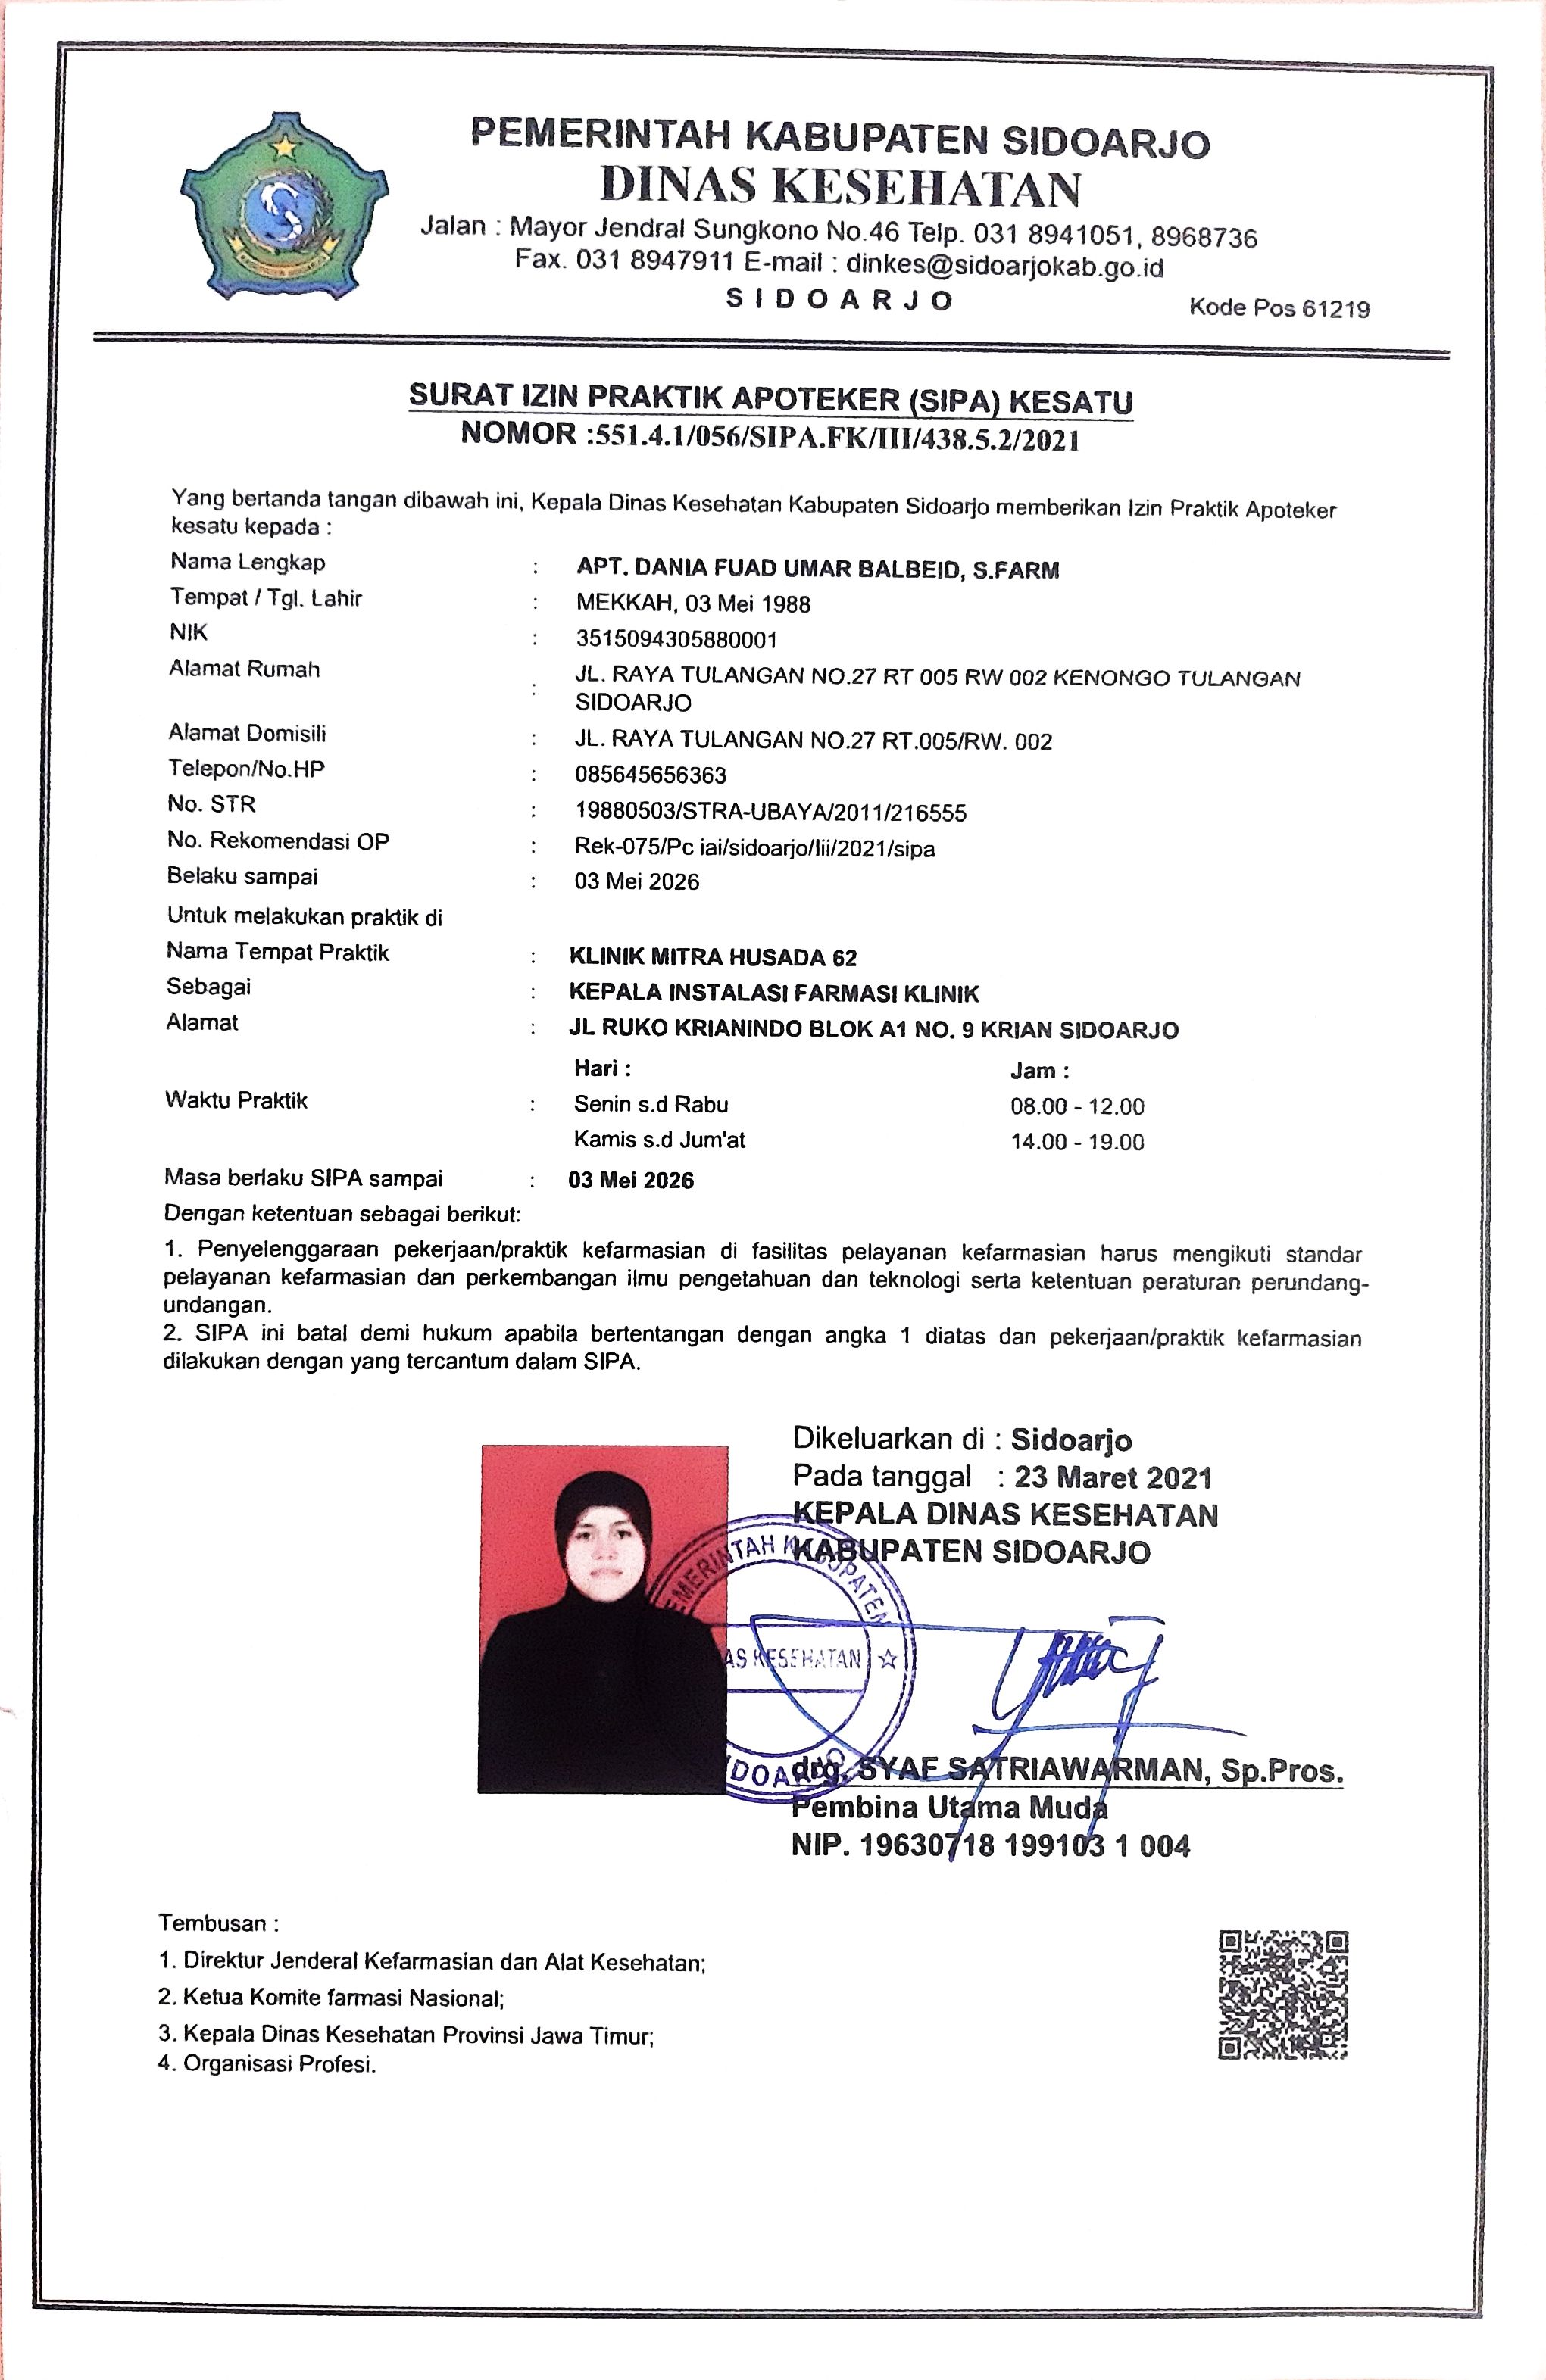 PEMERINTAH KABUPATEN SIDOARJO
DINAS KESEHATAN
Jalan : Mayor Jendral Sungkono No.46 Telp. 031 8941051, 8968736
Fax. 031 8947911 E-mail : dinkes@sidoarjokab.go.id
S I D O A R J O
Kode Pos 61219
SURAT IZIN PRAKTIK APOTEKER (SIPA) KESATU
NOMOR :551.4.1/056/SIPA.FK/III/438.5.2/2021
Yang bertanda tangan dibawah ini, Kepala Dinas Kesehatan Kabupaten Sidoarjo memberikan Izin Praktik Apoteker
kesatu kepada :
Nama Lengkap : APT. DANIA FUAD UMAR BALBEID, S.FARM
Tempat / Tgl. Lahir : MEKKAH, 03 Mei 1988
NIK : 3515094305880001
Alamat Rumah : JL. RAYA TULANGAN NO.27 RT 005 RW 002 KENONGO TULANGAN
SIDOARJO
Alamat Domisili : JL. RAYA TULANGAN NO.27 RT.005/RW. 002
Telepon/No.HP : 085645656363
No. STR : 19880503/STRA-UBAYA/2011/216555
No. Rekomendasi OP : Rek-075/Pc iai/sidoarjo/Iii/2021/sipa
Belaku sampai : 03 Mei 2026
Untuk melakukan praktik di
Nama Tempat Praktik : KLINIK MITRA HUSADA 62
Sebagai : KEPALA INSTALASI FARMASI KLINIK
Alamat : JL RUKO KRIANINDO BLOK A1 NO. 9 KRIAN SIDOARJO
Hari : Jam :
Waktu Praktik : Senin s.d Rabu 08.00 - 12.00
Kamis s.d Jum'at 14.00 - 19.00
Masa berlaku SIPA sampai : 03 Mei 2026
Dengan ketentuan sebagai berikut:
1. Penyelenggaraan pekerjaan/praktik kefarmasian di fasilitas pelayanan kefarmasian harus mengikuti standar
pelayanan kefarmasian dan perkembangan ilmu pengetahuan dan teknologi serta ketentuan peraturan perundang-
undangan.
2. SIPA ini batal demi hukum apabila bertentangan dengan angka 1 diatas dan pekerjaan/praktik kefarmasian
dilakukan dengan yang tercantum dalam SIPA.
Dikeluarkan di : Sidoarjo
Pada tanggal : 23 Maret 2021
KEPALA DINAS KESEHATAN
KABUPATEN SIDOARJO
EMERINTAH KABUPATEN
AS KESEHATAN
IDOARJO
drg. SYAF SATRIAWARMAN, Sp.Pros.
Pembina Utama Muda
NIP. 19630718 199103 1 004
Tembusan :
1. Direktur Jenderal Kefarmasian dan Alat Kesehatan;
2. Ketua Komite farmasi Nasional;
3. Kepala Dinas Kesehatan Provinsi Jawa Timur;
4. Organisasi Profesi.